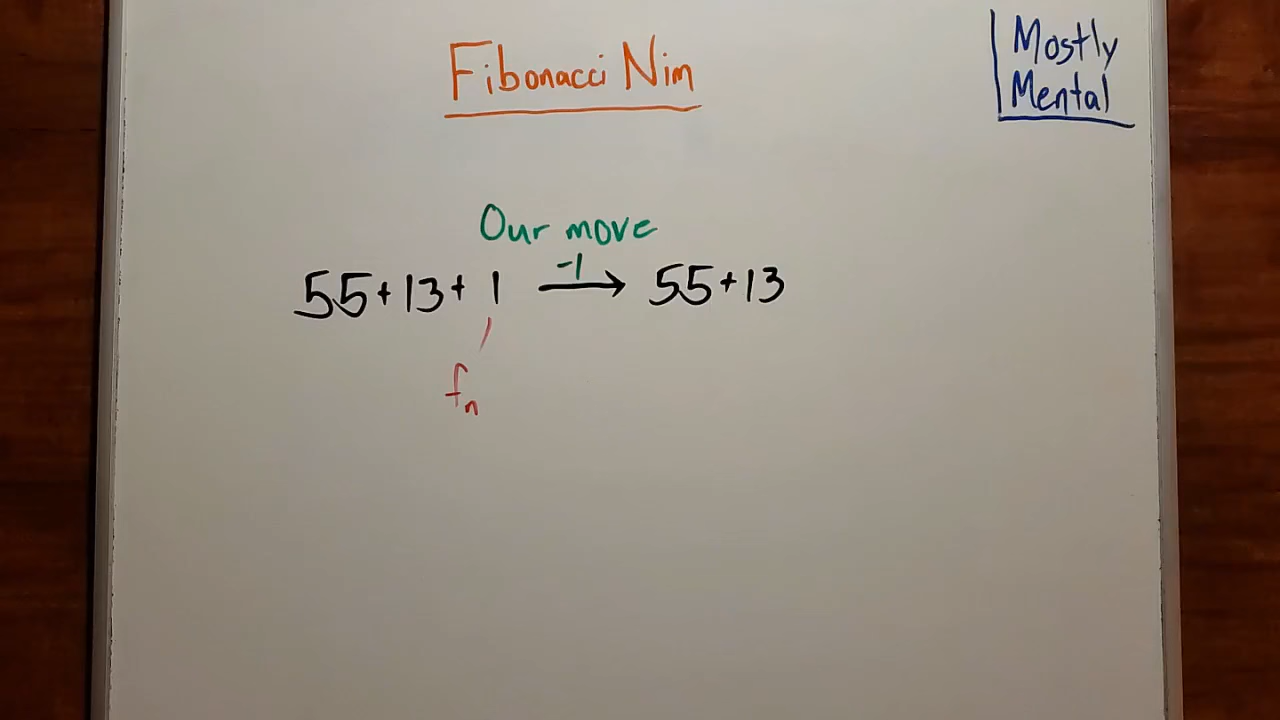 Fibonacci Nim
Mostly
Mental
Our move
55+13+1 -1→ 55+13
fn